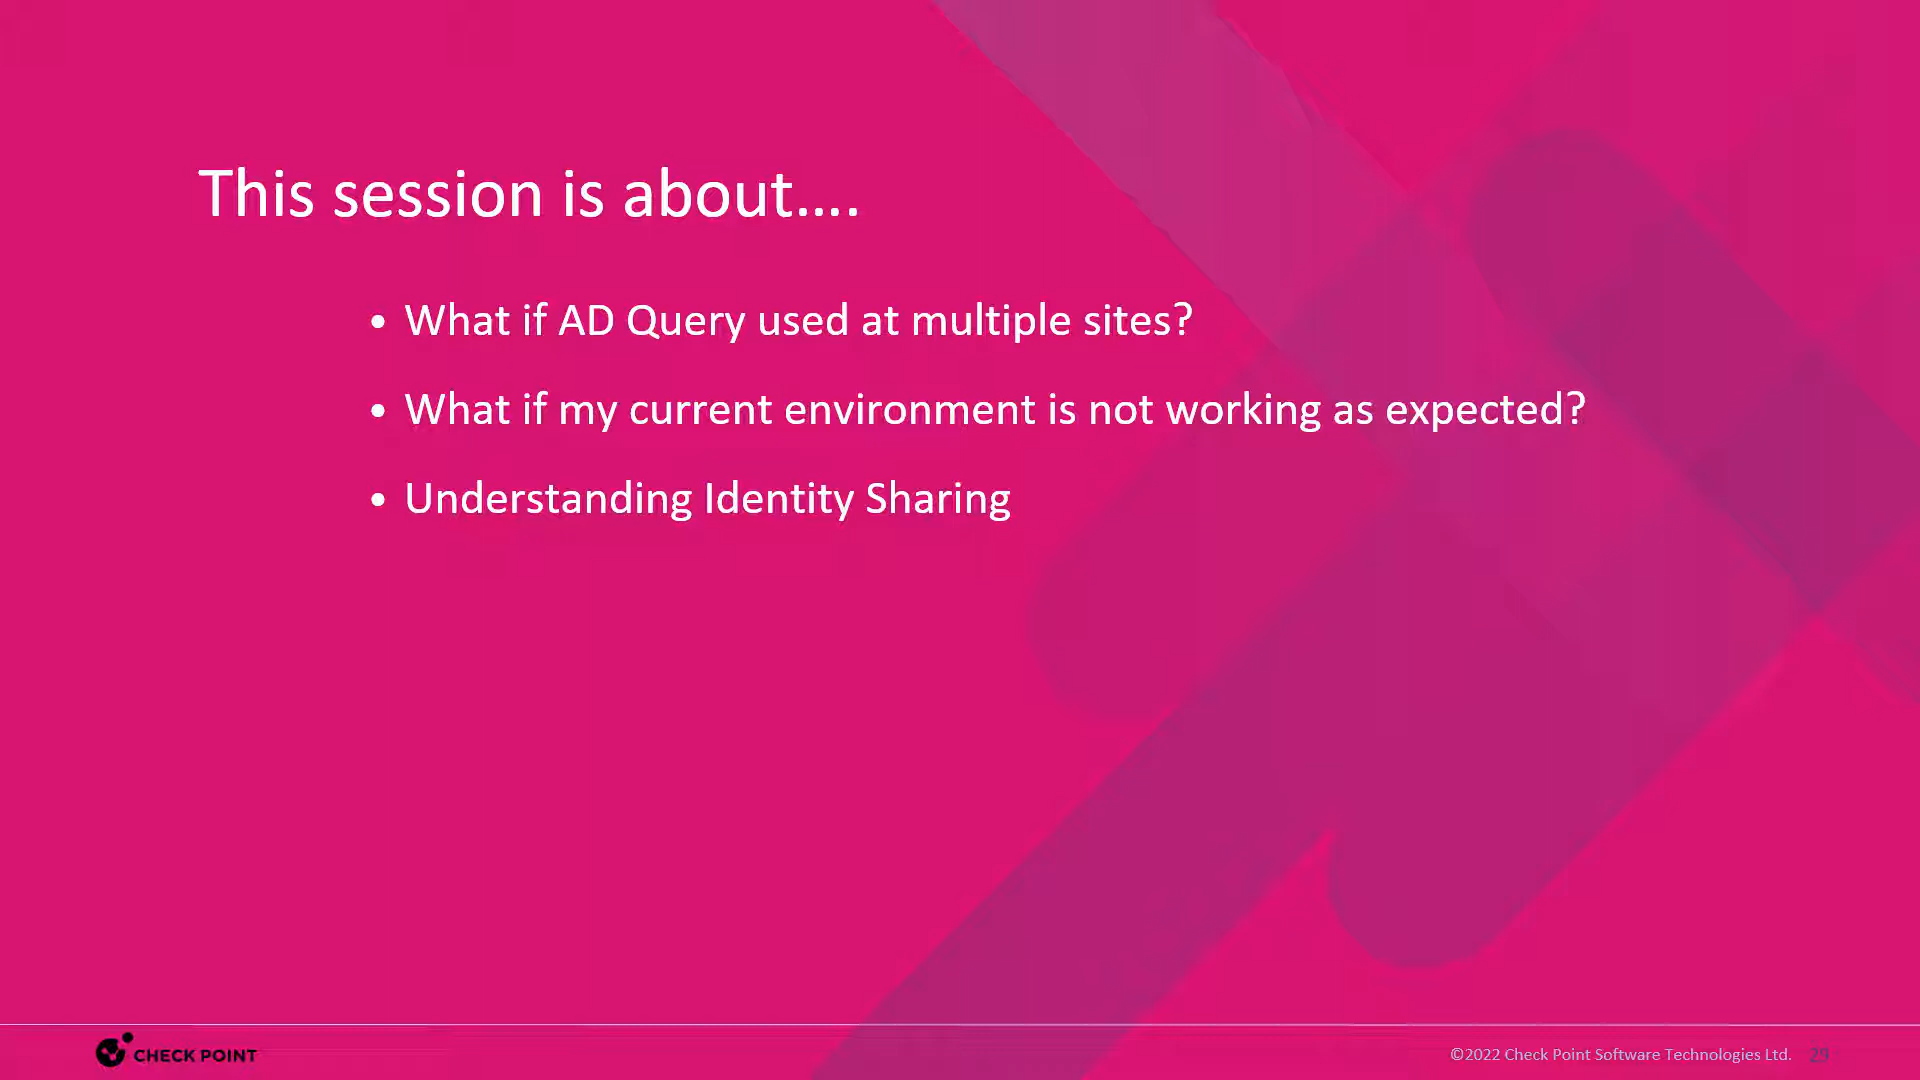 This session is about....
• What if AD Query used at multiple sites?
• What if my current environment is not working as expected?
• Understanding Identity Sharing
CHECK POINT
©2022 Check Point Software Technologies Ltd. 29